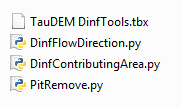 TauDEM DinfTools.tbx
DinfFlowDirection.py
DinfContributingArea.py
PitRemove.py